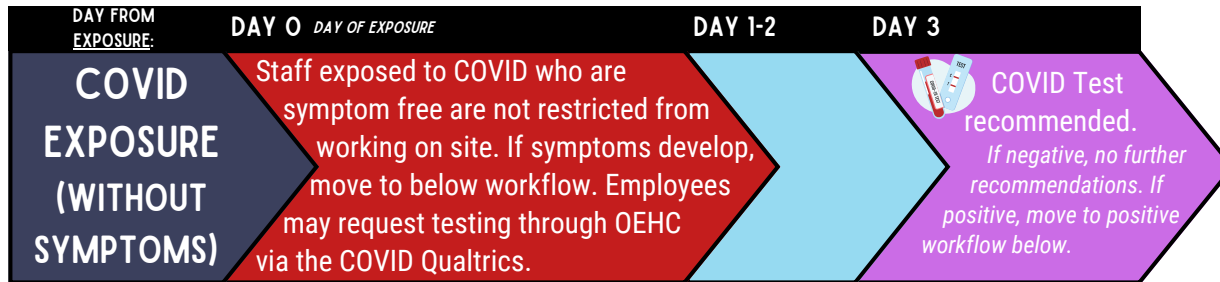 DAY FROM
EXPOSURE:
DAY 0 DAY OF EXPOSURE
DAY 1-2
DAY 3
COVID
EXPOSURE
(WITHOUT
SYMPTOMS)
Staff exposed to COVID who are
symptom free are not restricted from
working on site. If symptoms develop,
move to below workflow. Employees
may request testing through OEHC
via the COVID Qualtrics.
TEST
COVID Test
recommended.
If negative, no further
recommendations. If
positive, move to positive
workflow below.